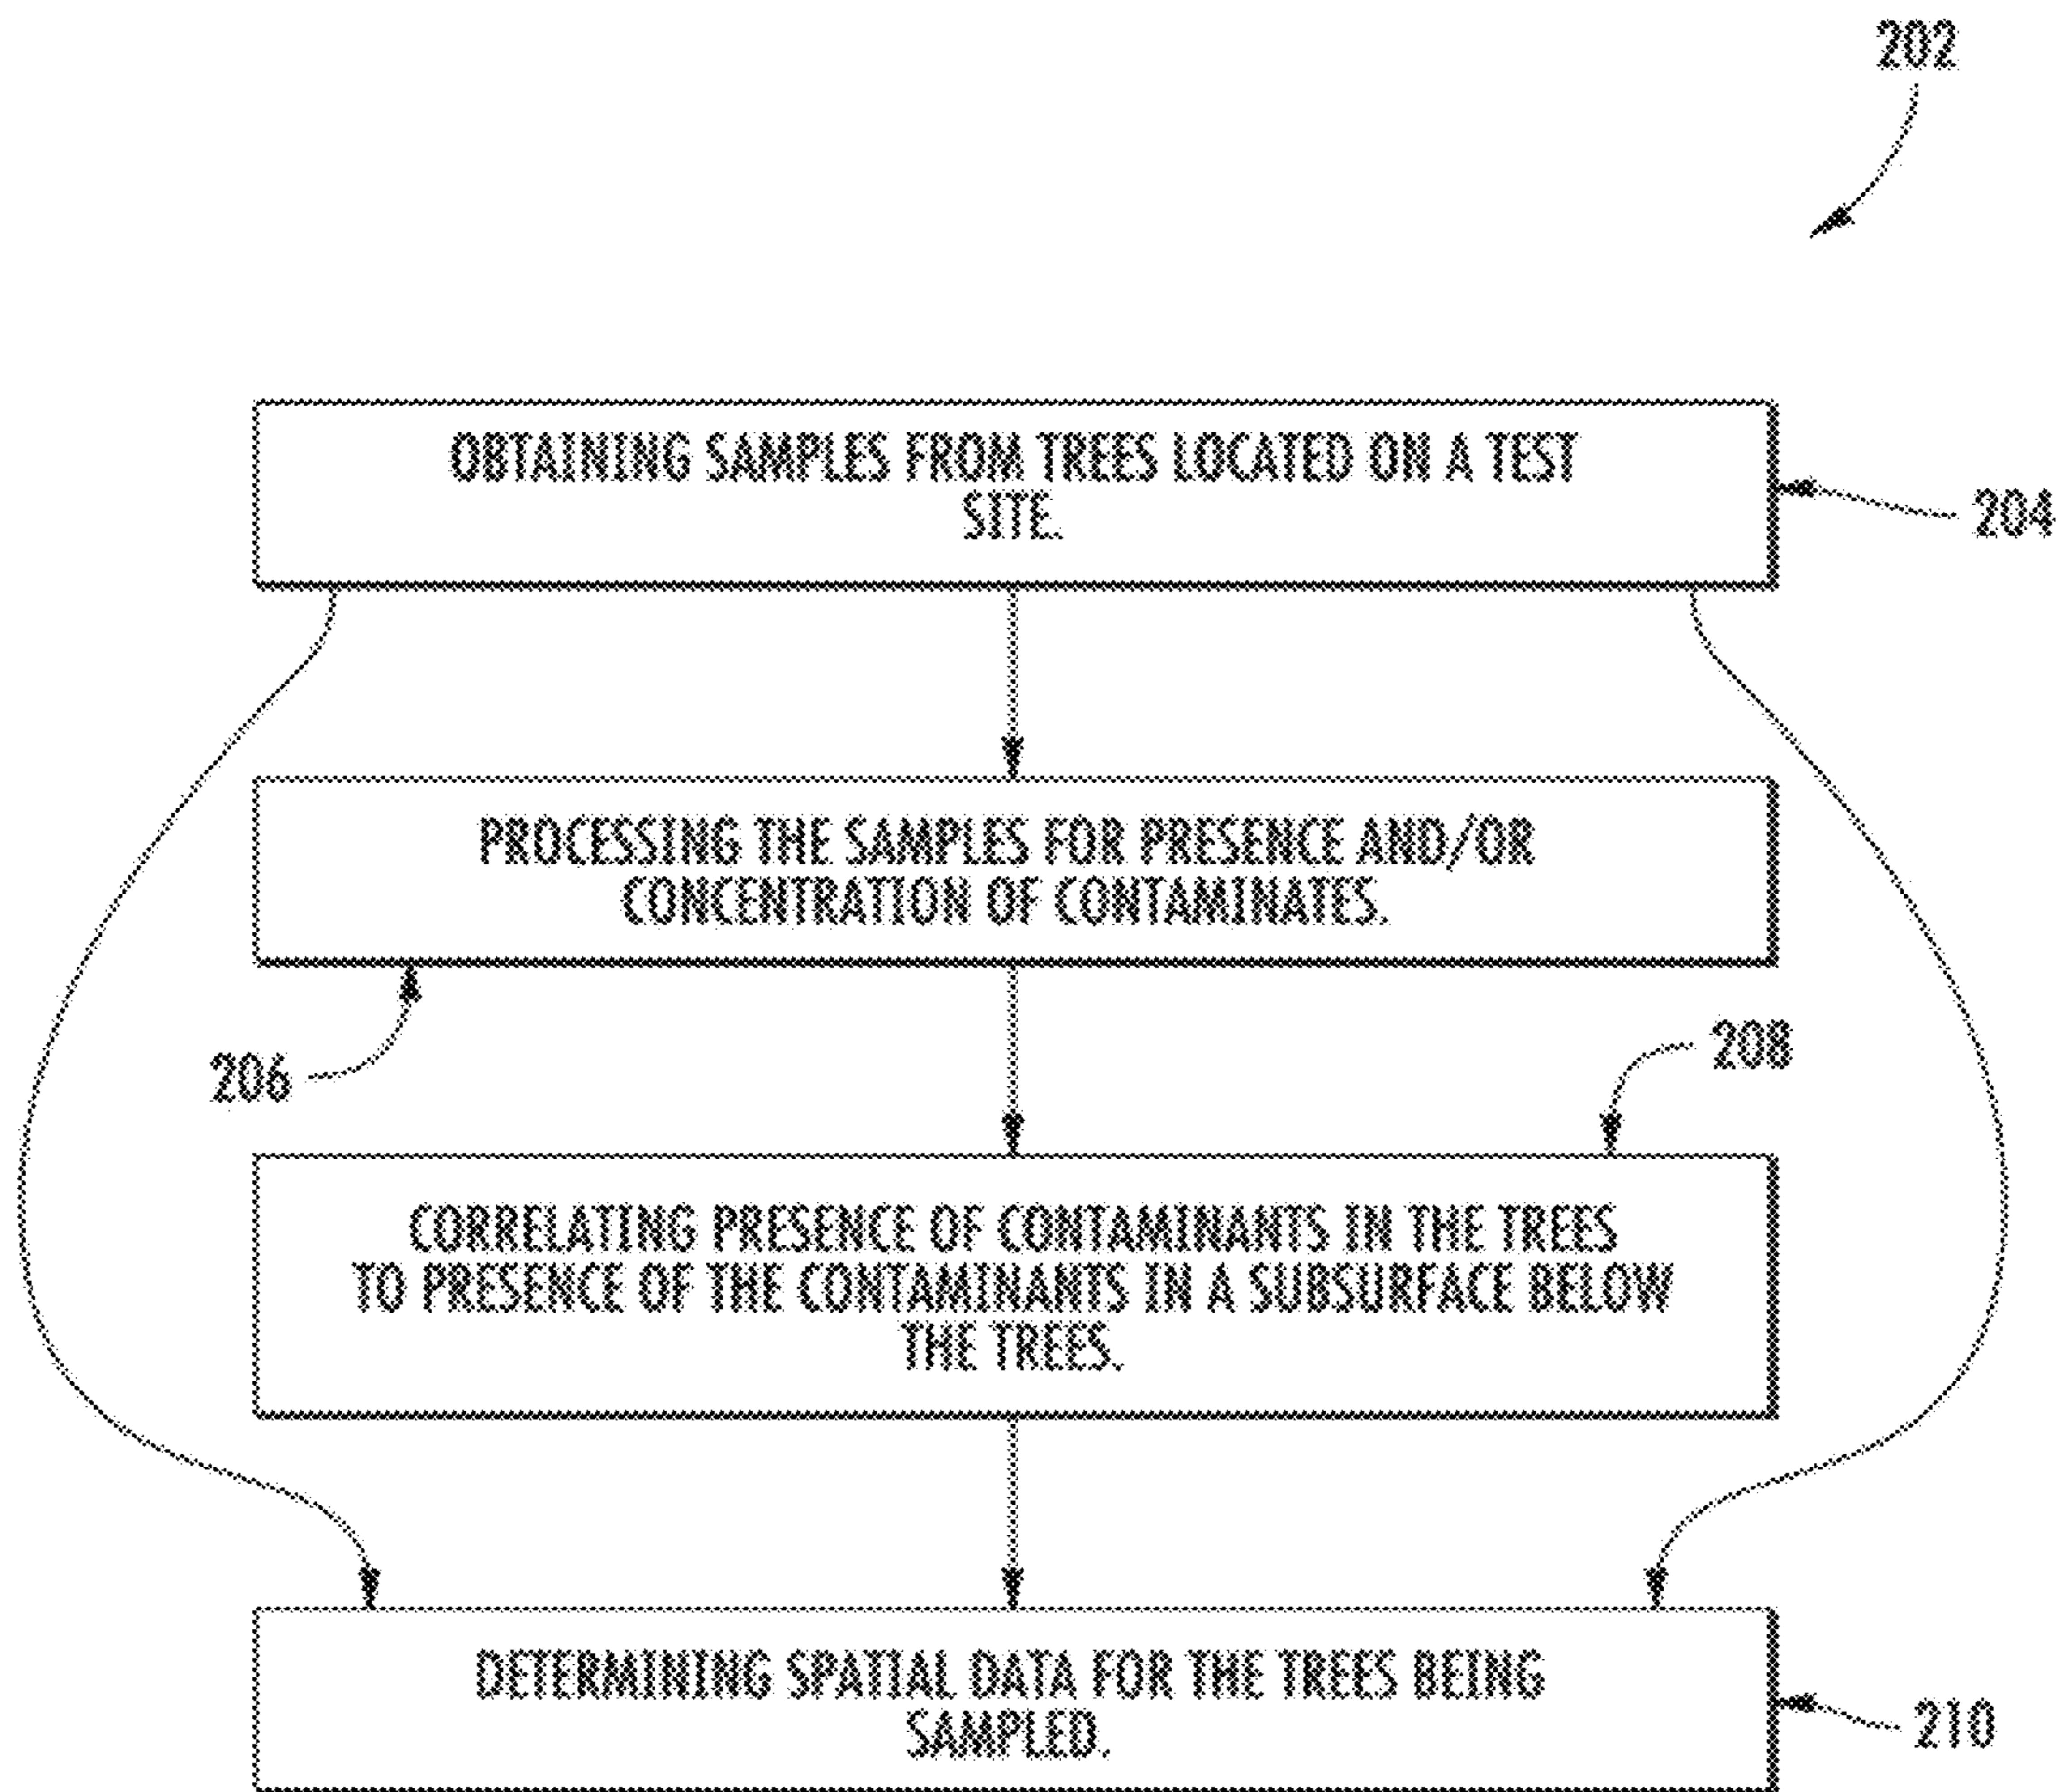 202
OBTAINING SAMPLES FROM TREES LOCATED ON A TEST
SITE.
204
PROCESSING THE SAMPLES FOR PRESENCE AND/OR
CONCENTRATION OF CONTAMINATES.
206
208
CORRELATING PRESENCE OF CONTAMINANTS IN THE TREES
TO PRESENCE OF THE CONTAMINANTS IN A SUBSURFACE BELOW
THE TREES.
DETERMINING SPATIAL DATA FOR THE TREES BEING
SAMPLED.
210